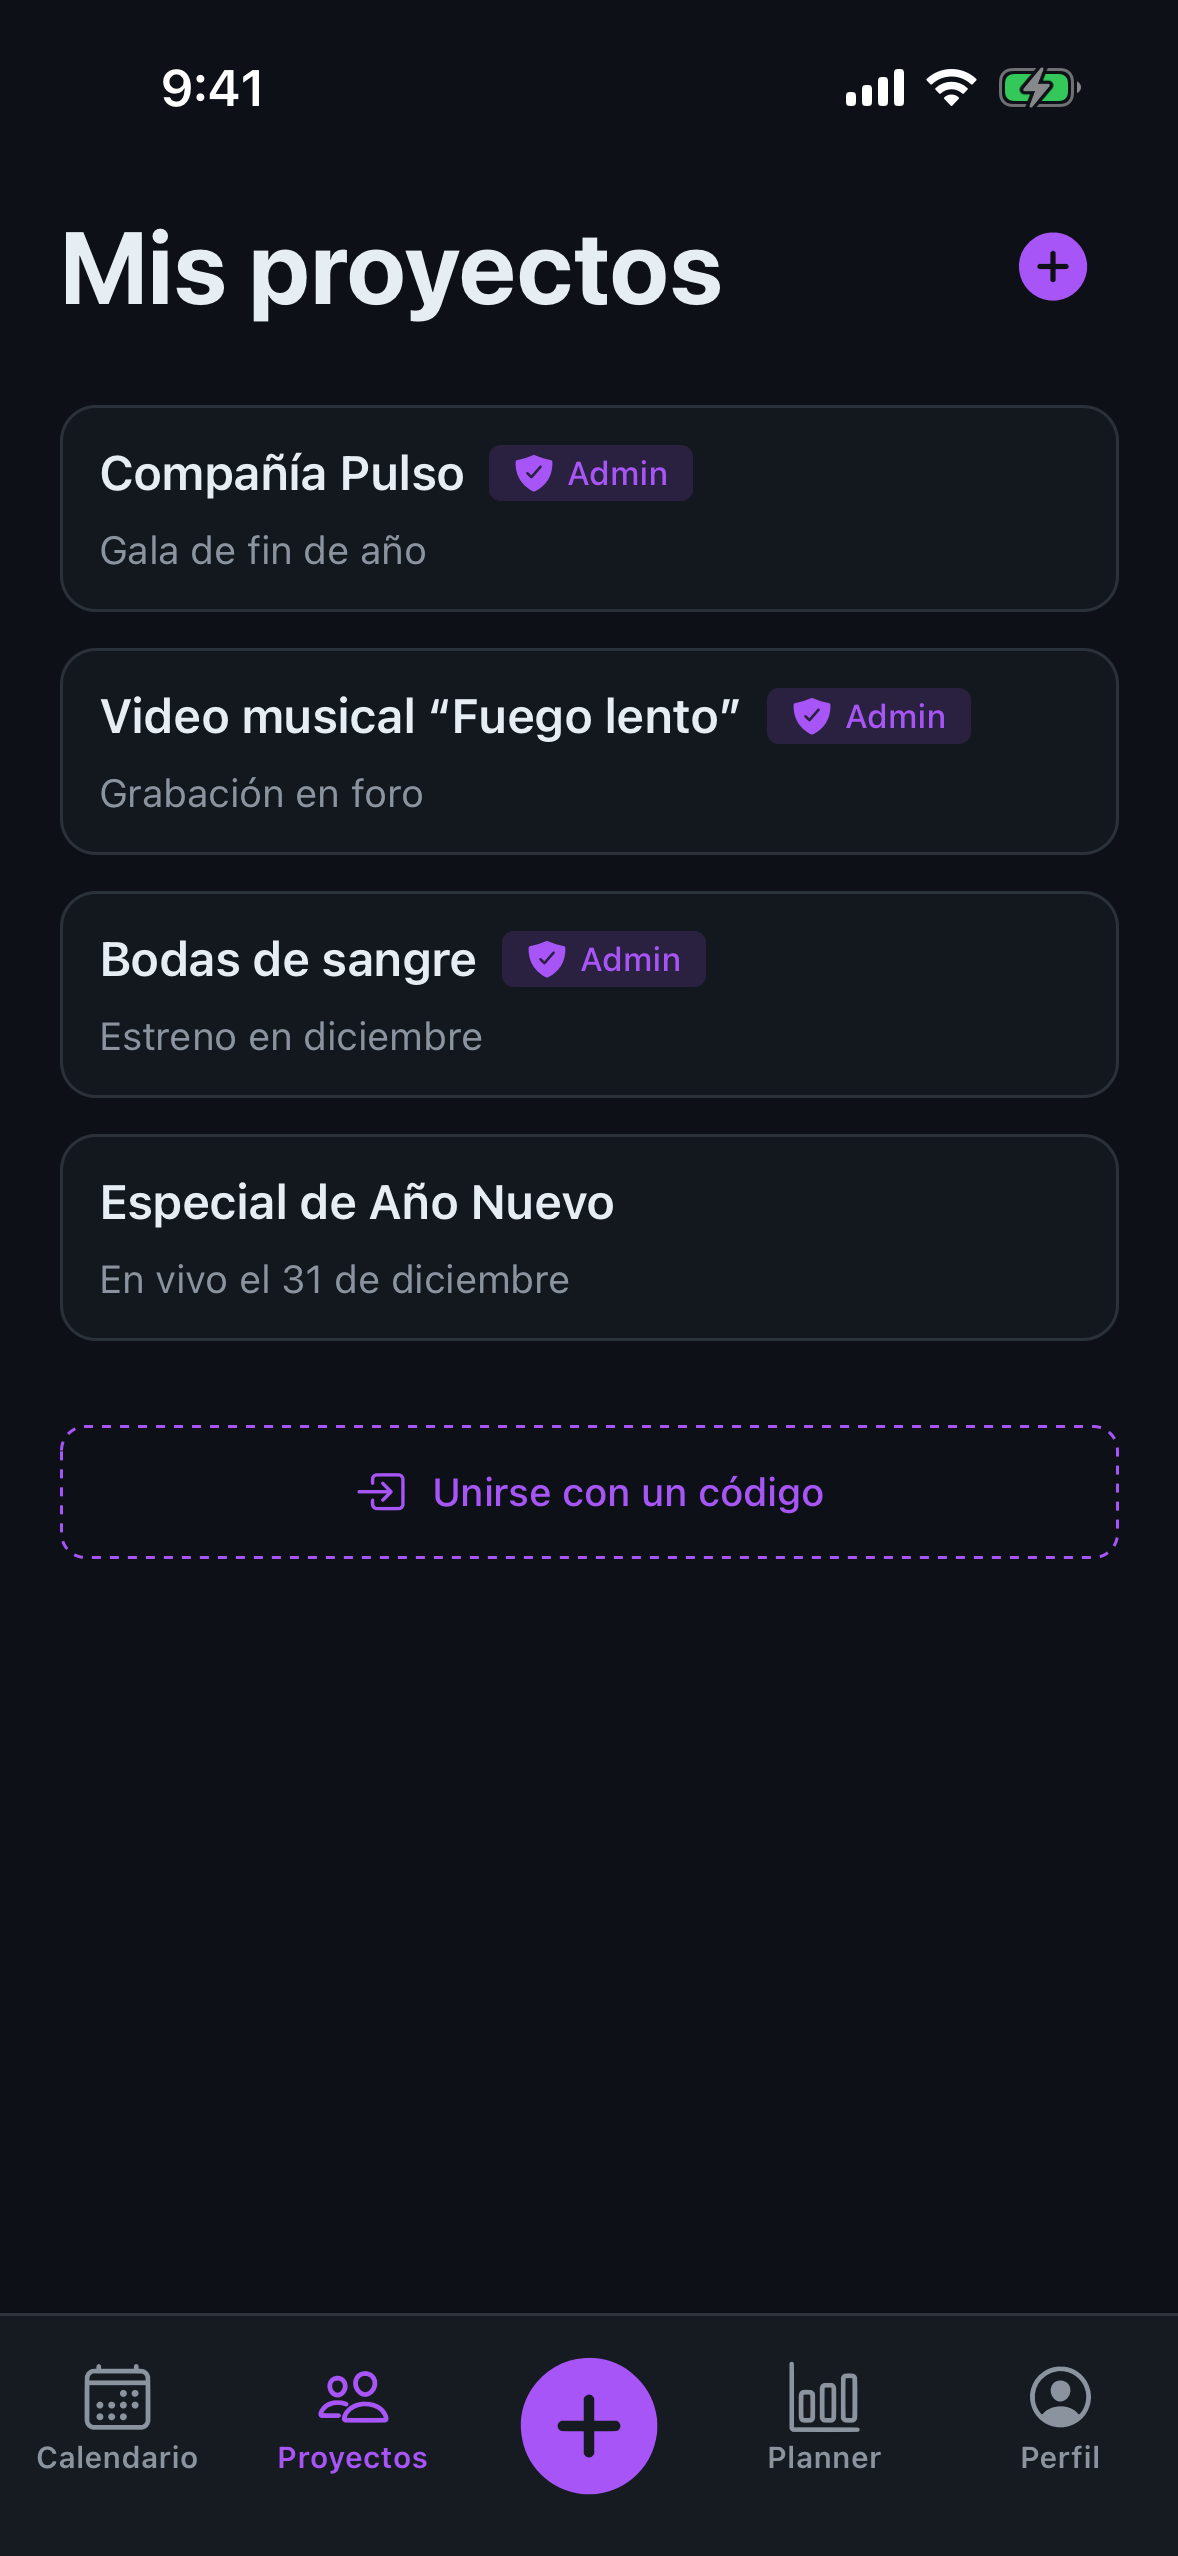 9:41
Mis proyectos
Compañía Pulso Admin
Gala de fin de año
Video musical “Fuego lento” Admin
Grabación en foro
Bodas de sangre Admin
Estreno en diciembre
Especial de Año Nuevo
En vivo el 31 de diciembre
Unirse con un código
Calendario Proyectos Planner Perfil